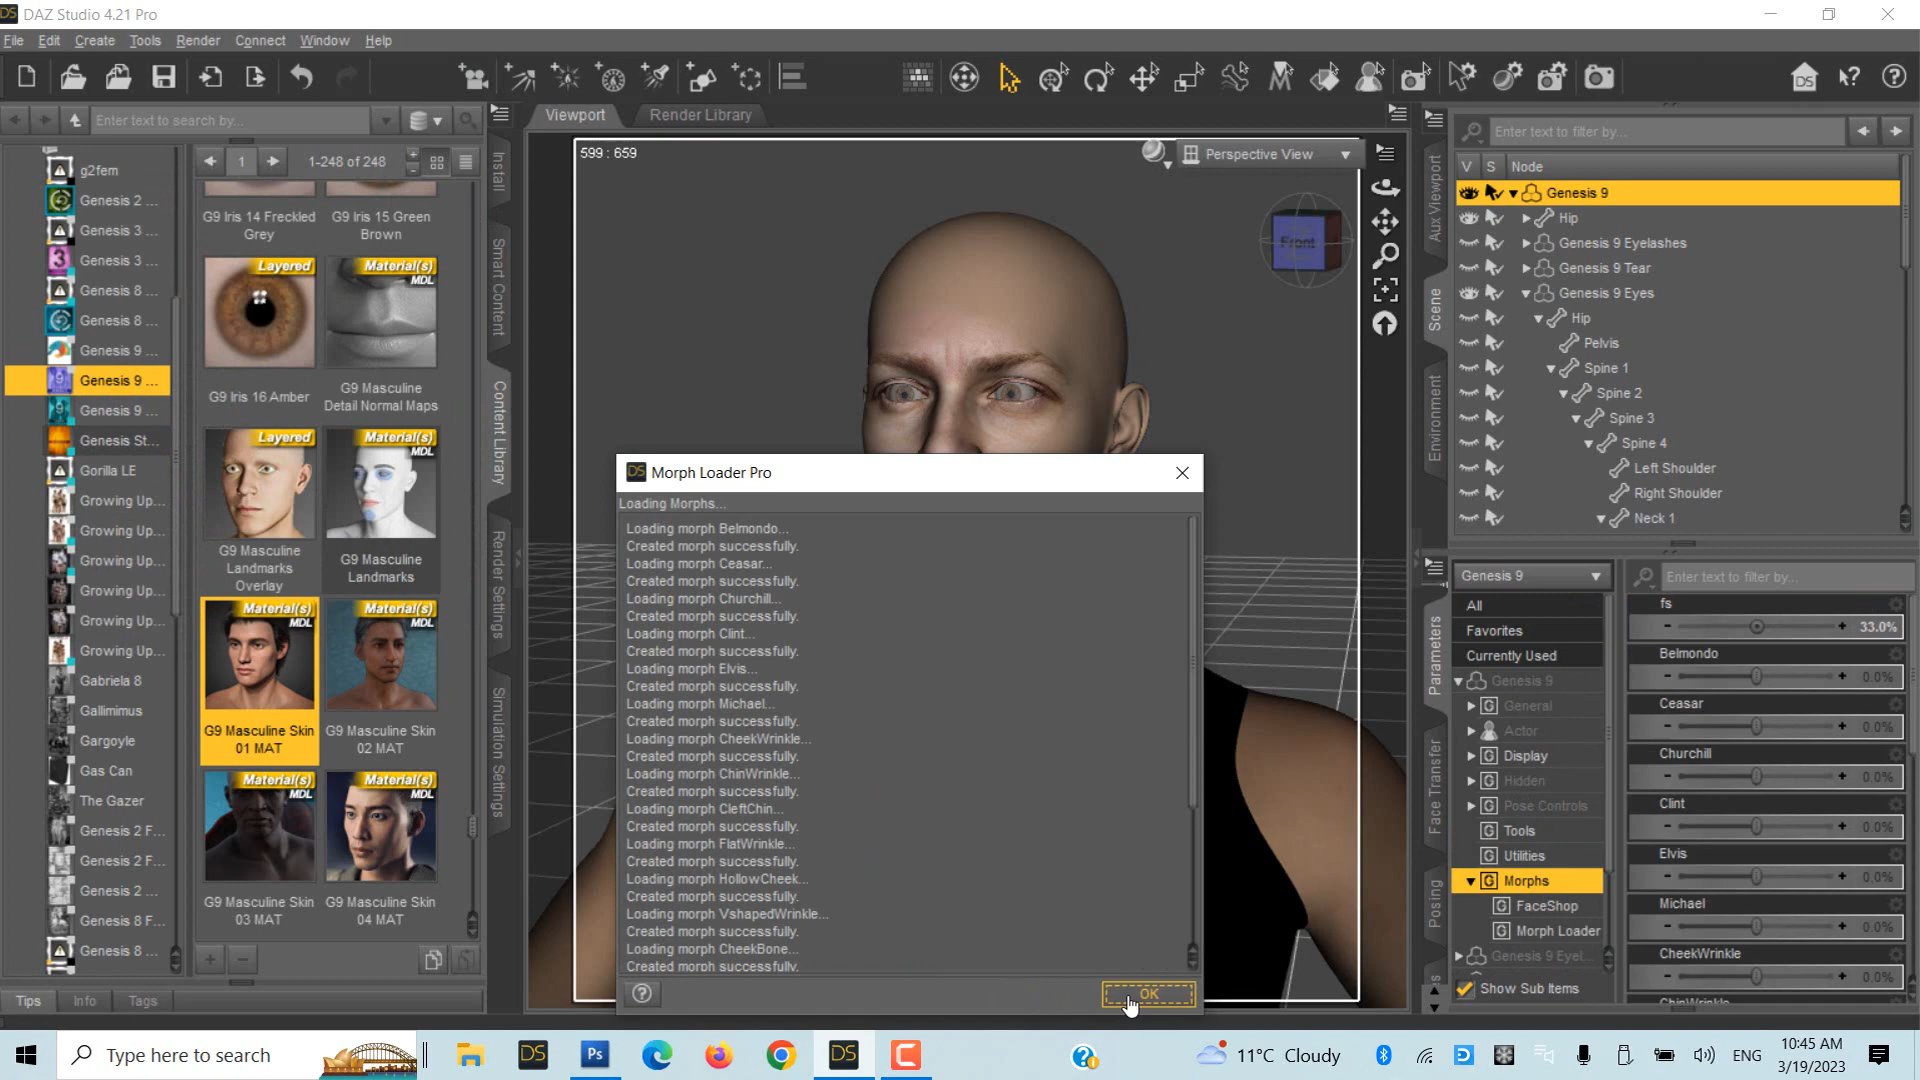 DAZ Studio 4.21 Pro
File Edit Create Tools Render Connect Window Help
Enter text to search by...
1
1-248 of 248
g2fem
Genesis 2 ...
Genesis 3 ...
Genesis 3 ...
Genesis 8 ...
Genesis 8 ...
Genesis 9 ...
Genesis 9 ...
Genesis 9 ...
Genesis St...
Gorilla LE
Growing Up...
Growing Up...
Growing Up...
Growing Up...
Growing Up...
Growing Up...
Gabriela 8
Gallimimus
Gargoyle
Gas Can
The Gazer
Genesis 2 F...
Genesis 2 F...
Genesis 2 ...
Genesis 8 F...
Genesis 8 ...
G9 Iris 14 Freckled
Grey
G9 Iris 15 Green
Brown
Layered
Material(s)
MDL
G9 Iris 16 Amber
G9 Masculine
Detail Normal Maps
Layered
Material(s)
MDL
G9 Masculine
Landmarks
Overlay
G9 Masculine
Landmarks
Material(s)
MDL
Material(s)
MDL
G9 Masculine Skin
01 MAT
G9 Masculine Skin
02 MAT
Material(s)
MDL
Material(s)
MDL
G9 Masculine Skin
03 MAT
G9 Masculine Skin
04 MAT
Tips Info Tags
Install
Smart Content
Content Library
Render Settings
Simulation Settings
Viewport Render Library
599 : 659
Perspective View
Front
Morph Loader Pro
Loading Morphs...
Loading morph Belmondo...
Created morph successfully.
Loading morph Ceasar...
Created morph successfully.
Loading morph Churchill...
Created morph successfully.
Loading morph Clint...
Created morph successfully.
Loading morph Elvis...
Created morph successfully.
Loading morph Michael...
Created morph successfully.
Loading morph CheekWrinkle...
Created morph successfully.
Loading morph ChinWrinkle...
Created morph successfully.
Loading morph CleftChin...
Created morph successfully.
Loading morph FlatWrinkle...
Created morph successfully.
Loading morph HollowCheek...
Created morph successfully.
Loading morph VshapedWrinkle...
Created morph successfully.
Loading morph CheekBone...
Created morph successfully.
OK
Aux Viewport
Scene
Environment
Enter text to filter by...
V S Node
Genesis 9
Hip
Genesis 9 Eyelashes
Genesis 9 Tear
Genesis 9 Eyes
Hip
Pelvis
Spine 1
Spine 2
Spine 3
Spine 4
Left Shoulder
Right Shoulder
Neck 1
Parameters
Face Transfer
Posing
Genesis 9
Enter text to filter by...
All
Favorites
Currently Used
Genesis 9
General
Actor
Display
Hidden
Pose Controls
Tools
Utilities
Morphs
FaceShop
Morph Loader
Genesis 9 Eyel...
Show Sub Items
fs
33.0%
Belmondo
0.0%
Ceasar
0.0%
Churchill
0.0%
Clint
0.0%
Elvis
0.0%
Michael
0.0%
CheekWrinkle
0.0%
ChinWrinkle
Type here to search
11°C Cloudy
ENG
10:45 AM
3/19/2023